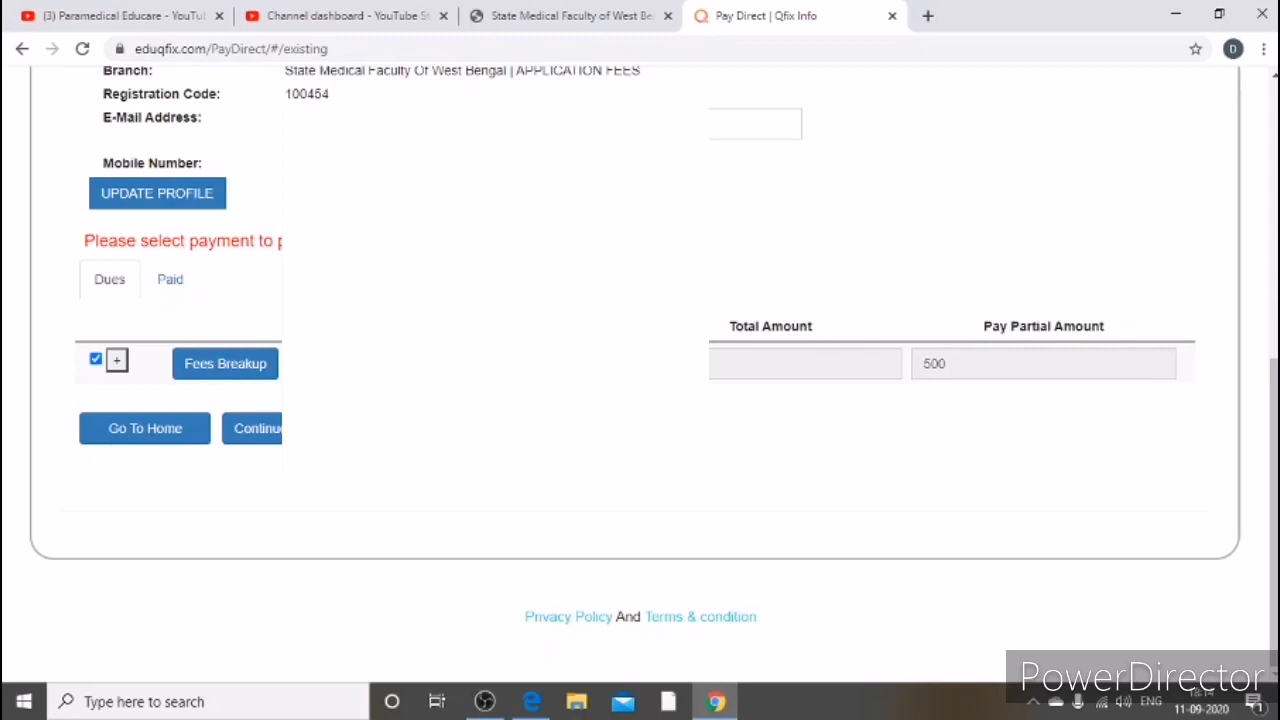 (3) Paramedical Educare - YouTu
Channel dashboard - YouTube St
State Medical Faculty of West Be
Pay Direct | Qfix Info
eduqfix.com/PayDirect/#/existing
D
Branch: State Medical Faculty Of West Bengal | APPLICATION FEES
Registration Code: 100454
E-Mail Address:
Mobile Number:
UPDATE PROFILE
Please select payment to p
Dues Paid
Total Amount Pay Partial Amount
+ Fees Breakup 500
Go To Home Continu
Privacy Policy And Terms & condition
PowerDirector
Type here to search
ENG
18:14
11-09-2020